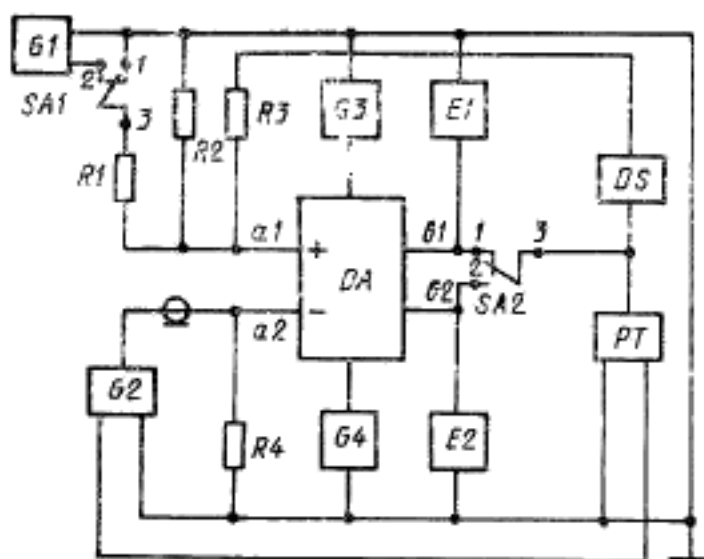 G1
1
2
SA1
3
R1
R2
R3
G3
E1
DS
a1
+
DA
б1
1
3
2
б2
SA2
a2
−
PT
G2
R4
G4
E2